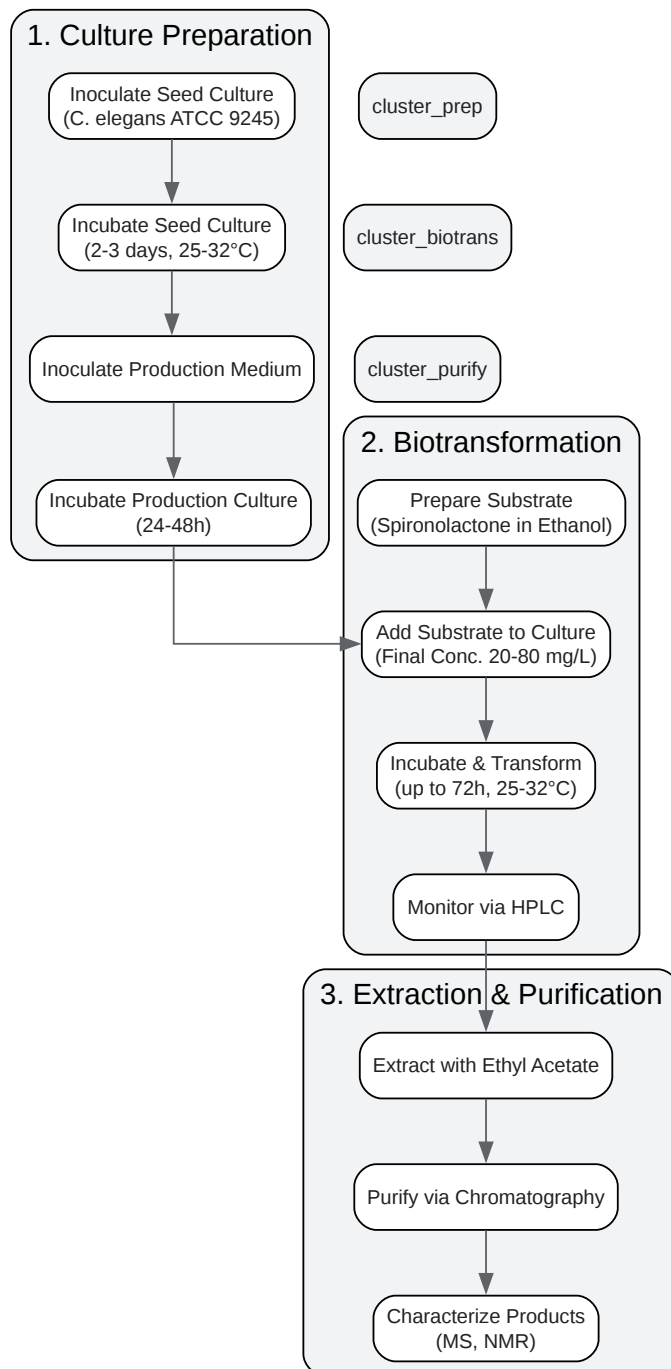 1. Culture Preparation
Inoculate Seed Culture
(C. elegans ATCC 9245)
cluster_prep
Incubate Seed Culture
(2-3 days, 25-32°C)
cluster_biotrans
Inoculate Production Medium
cluster_purify
Incubate Production Culture
(24-48h)
2. Biotransformation
Prepare Substrate
(Spironolactone in Ethanol)
Add Substrate to Culture
(Final Conc. 20-80 mg/L)
Incubate & Transform
(up to 72h, 25-32°C)
Monitor via HPLC
3. Extraction & Purification
Extract with Ethyl Acetate
Purify via Chromatography
Characterize Products
(MS, NMR)